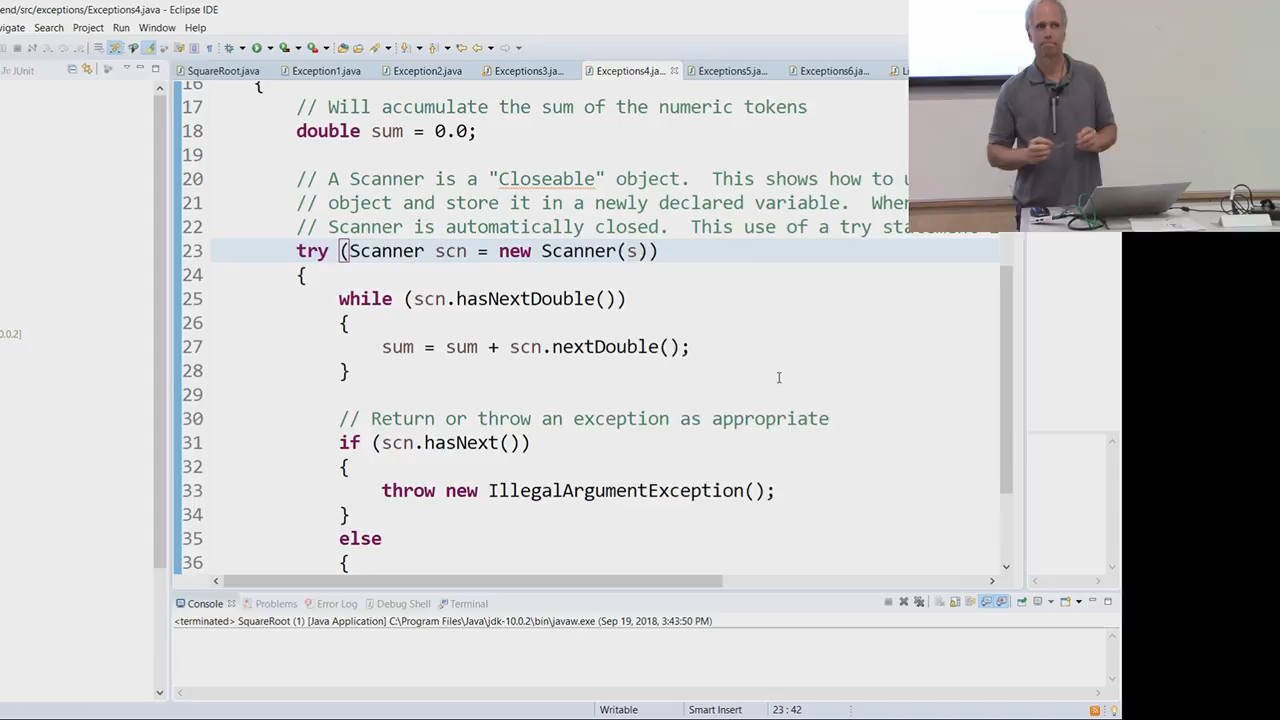 end/src/exceptions/Exceptions4.java - Eclipse IDE
vigate Search Project Run Window Help
JUnit
SquareRoot.java Exception1.java Exception2.java Exceptions3.ja... Exceptions4.ja... Exceptions5.ja... Exceptions6.ja...
16 {
17 // Will accumulate the sum of the numeric tokens
18 double sum = 0.0;
19
20 // A Scanner is a "Closeable" object. This shows how to u
21 // object and store it in a newly declared variable. Whe
22 // Scanner is automatically closed. This use of a try statement
23 try (Scanner scn = new Scanner(s))
24 {
25 while (scn.hasNextDouble())
26 {
0.0.2]
27 sum = sum + scn.nextDouble();
28 }
29
30 // Return or throw an exception as appropriate
31 if (scn.hasNext())
32 {
33 throw new IllegalArgumentException();
34 }
35 else
36 {
Console Problems Error Log Debug Shell Terminal
<terminated> SquareRoot (1) [Java Application] C:\Program Files\Java\jdk-10.0.2\bin\javaw.exe (Sep 19, 2018, 3:43:50 PM)
Writable Smart Insert 23 : 42